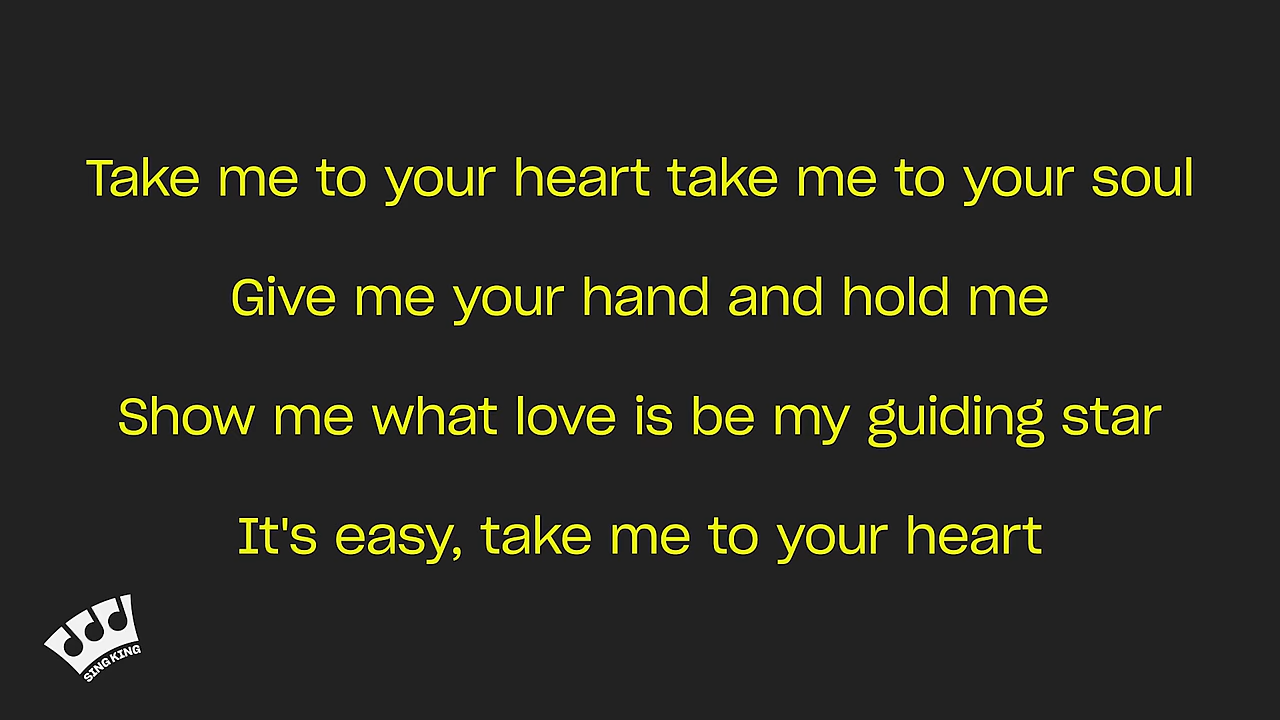 Take me to your heart take me to your soul
Give me your hand and hold me
Show me what love is be my guiding star
It's easy, take me to your heart
SING KING